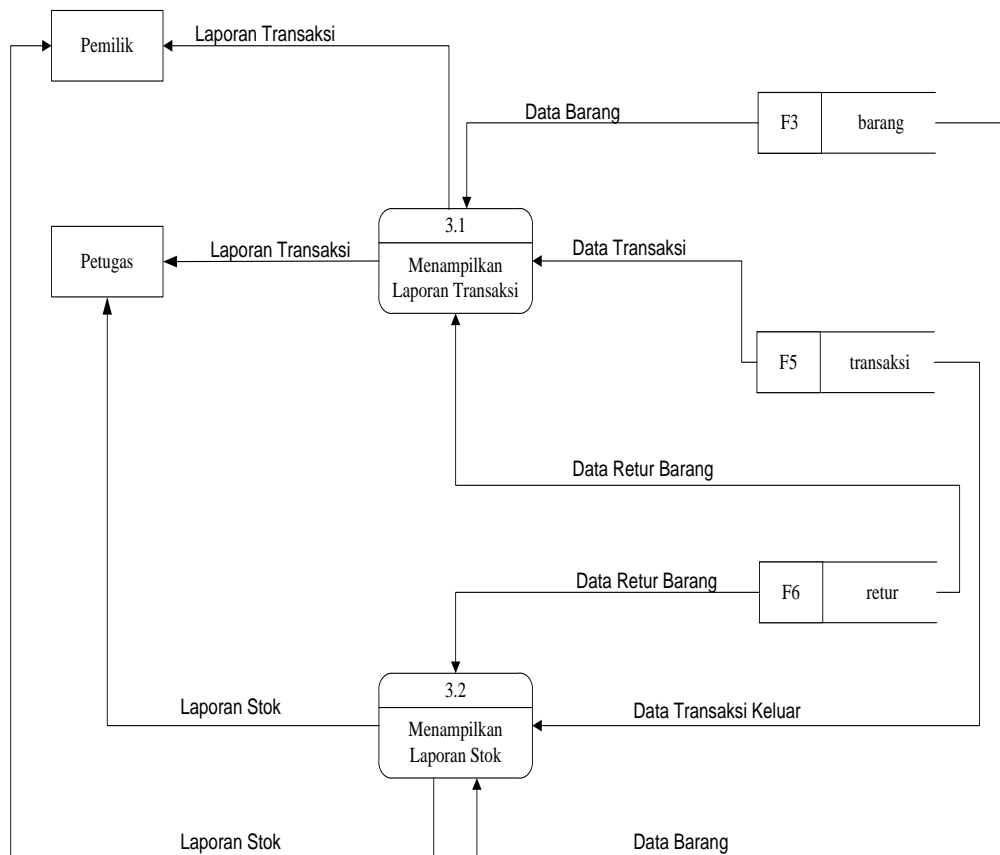 Pemilik
Laporan Transaksi
Data Barang
F3
barang
3.1
Menampilkan
Laporan Transaksi
Petugas
Laporan Transaksi
Data Transaksi
F5
transaksi
Data Retur Barang
Data Retur Barang
F6
retur
3.2
Menampilkan
Laporan Stok
Laporan Stok
Data Transaksi Keluar
Laporan Stok
Data Barang